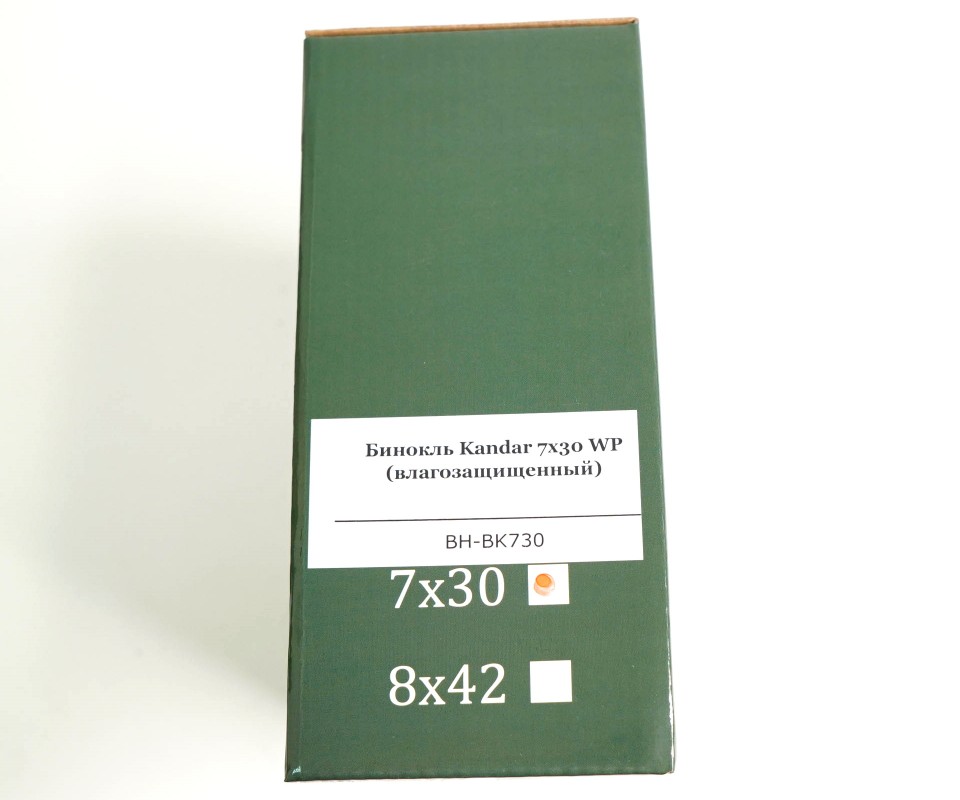 Бинокль Kandar 7x30 WP
(влагозащищенный)
BH-BK730
7x30
8x42